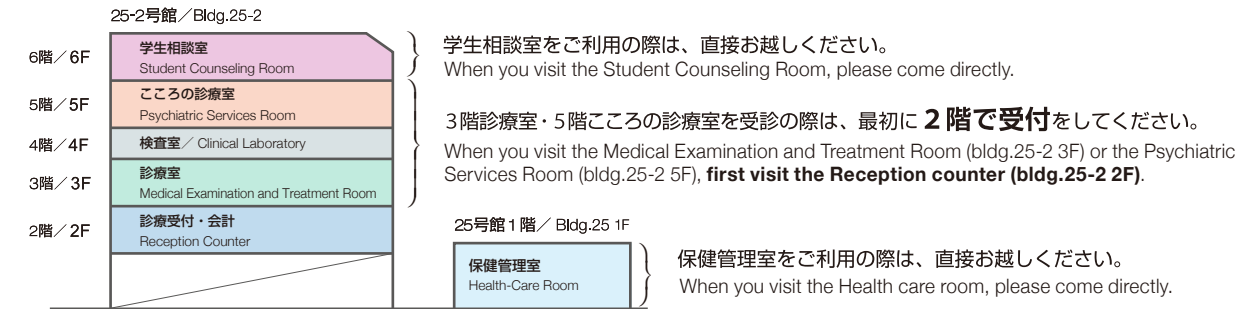 25-2号館／Bldg.25-2
6階／6F
学生相談室
Student Counseling Room
学生相談室をご利用の際は、直接お越しください。
When you visit the Student Counseling Room, please come directly.
5階／5F
こころの診療室
Psychiatric Services Room
4階／4F
検査室／Clinical Laboratory
3階／3F
診療室
Medical Examination and Treatment Room
3階診療室・5階こころの診療室を受診の際は、最初に２階で受付をしてください。
When you visit the Medical Examination and Treatment Room (bldg.25-2 3F) or the Psychiatric
Services Room (bldg.25-2 5F), first visit the Reception counter (bldg.25-2 2F).
2階／2F
診療受付・会計
Reception Counter
25号館1階／Bldg.25 1F
保健管理室
Health-Care Room
保健管理室をご利用の際は、直接お越しください。
When you visit the Health care room, please come directly.